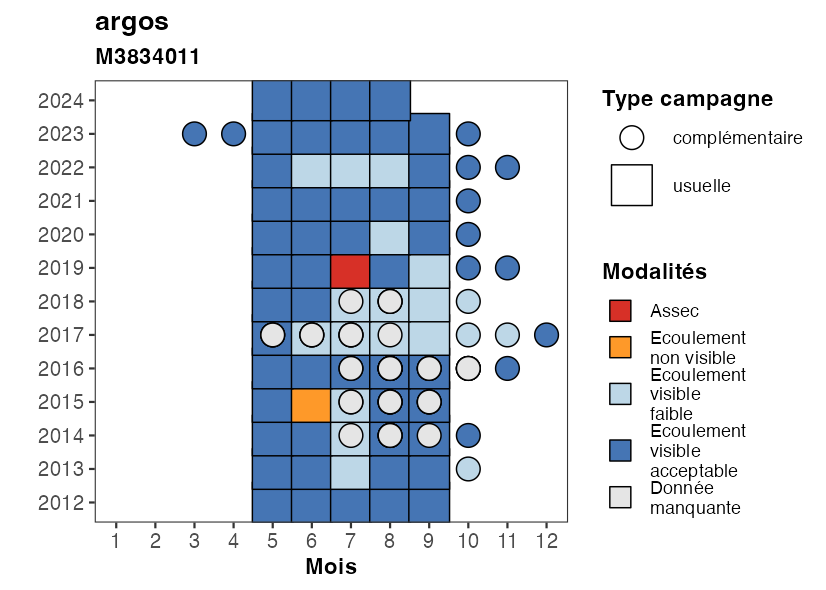 argos
M3834011
2024
2023
2022
2021
2020
2019
2018
2017
2016
2015
2014
2013
2012
1 2 3 4 5 6 7 8 9 10 11 12
Mois
Type campagne
complémentaire
usuelle
Modalités
Assec
Ecoulement
non visible
Ecoulement
visible
faible
Ecoulement
visible
acceptable
Donnée
manquante